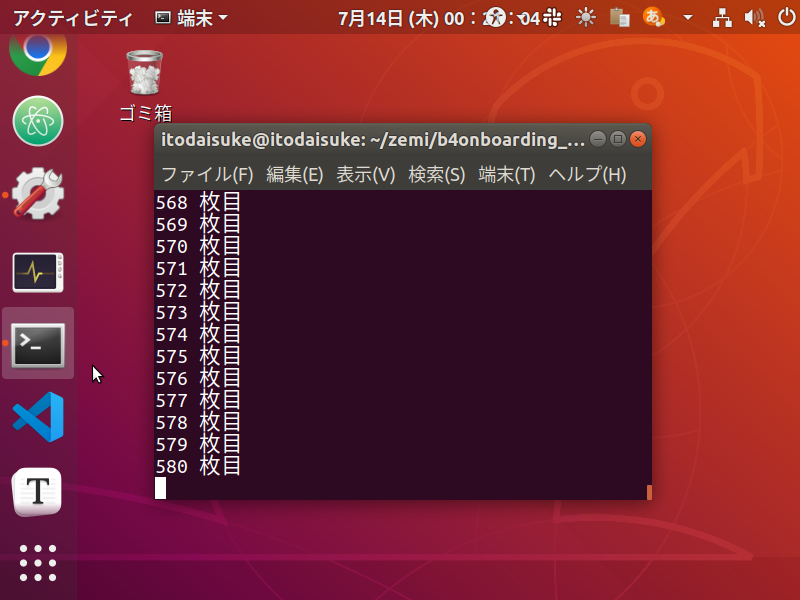 アクティビティ 端末 7月14日 (木) 00：2 ：04 あ
ゴミ箱
itodaisuke@itodaisuke: ~/zemi/b4onboarding_...
ファイル(F) 編集(E) 表示(V) 検索(S) 端末(T) ヘルプ(H)
568 枚目
569 枚目
570 枚目
571 枚目
572 枚目
573 枚目
574 枚目
575 枚目
576 枚目
577 枚目
578 枚目
579 枚目
580 枚目
T